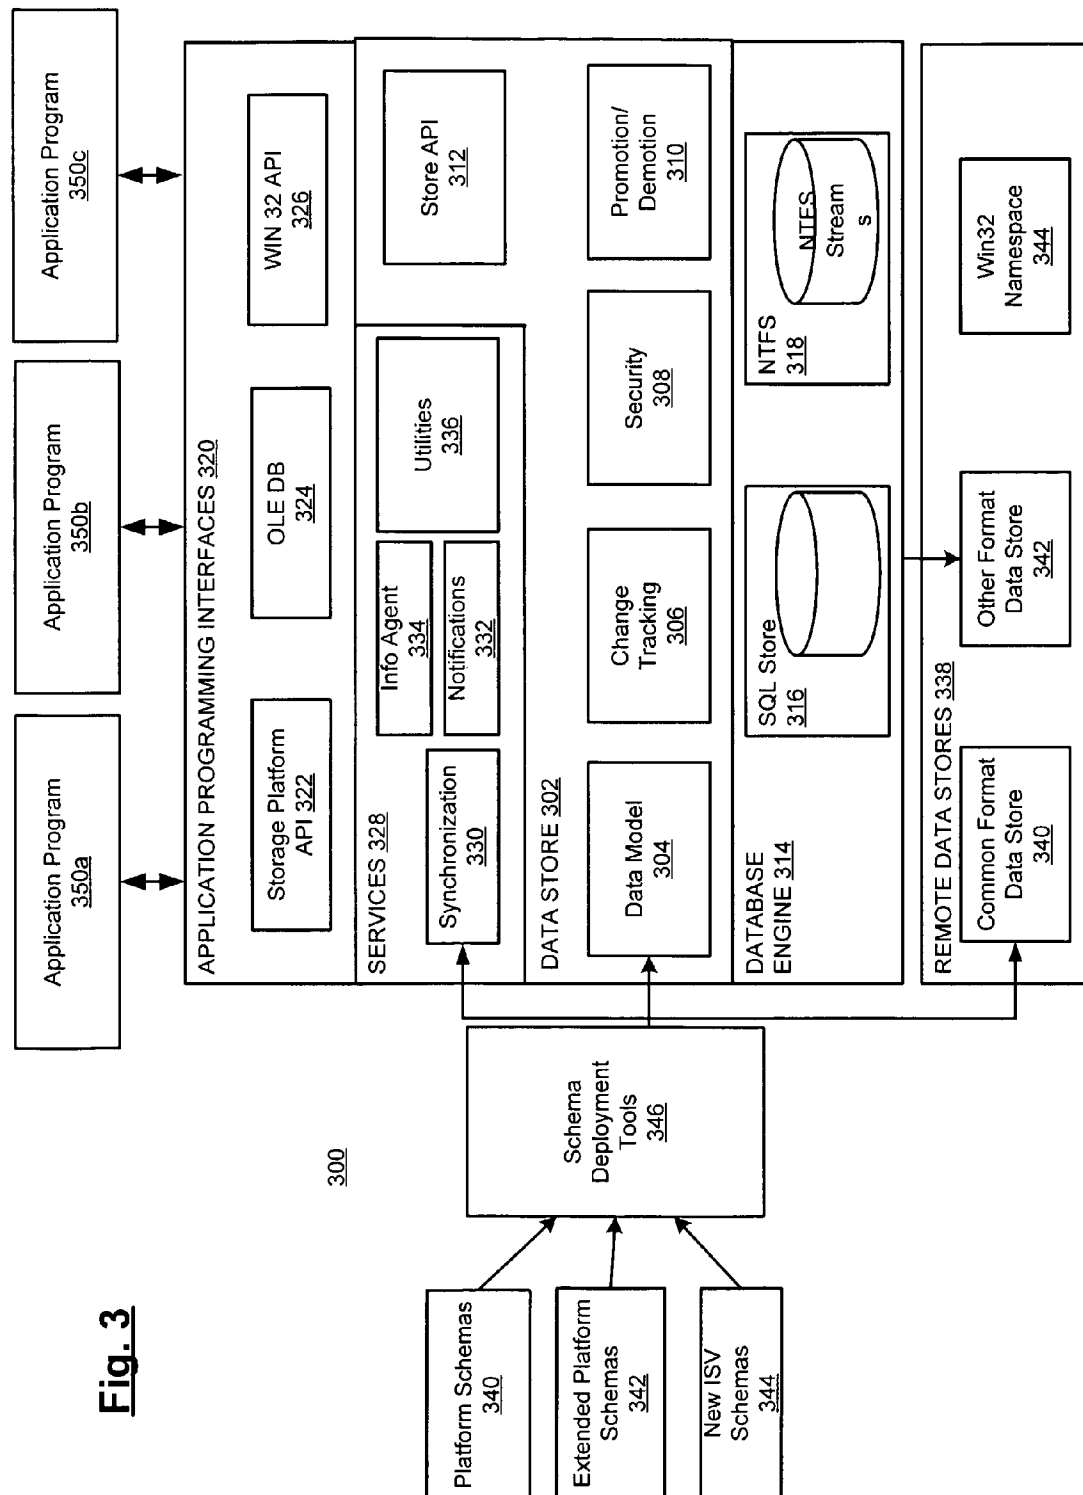 Application Program
350a
Application Program
350b
Application Program
350c
APPLICATION PROGRAMMING INTERFACES 320
Storage Platform
API 322
OLE DB
324
WIN 32 API
326
SERVICES 328
Synchronization
330
Info Agent
334
Notifications
332
Utilities
336
Store API
312
DATA STORE 302
Data Model
304
Change
Tracking
306
Security
308
Promotion/
Demotion
310
DATABASE
ENGINE 314
SQL Store
316
NTFS
318
NTFS
Stream
s
REMOTE DATA STORES 338
Common Format
Data Store
340
Other Format
Data Store
342
Win32
Namespace
344
300
Schema
Deployment
Tools
346
Platform Schemas
340
Extended Platform
Schemas
342
New ISV
Schemas
344
Fig. 3